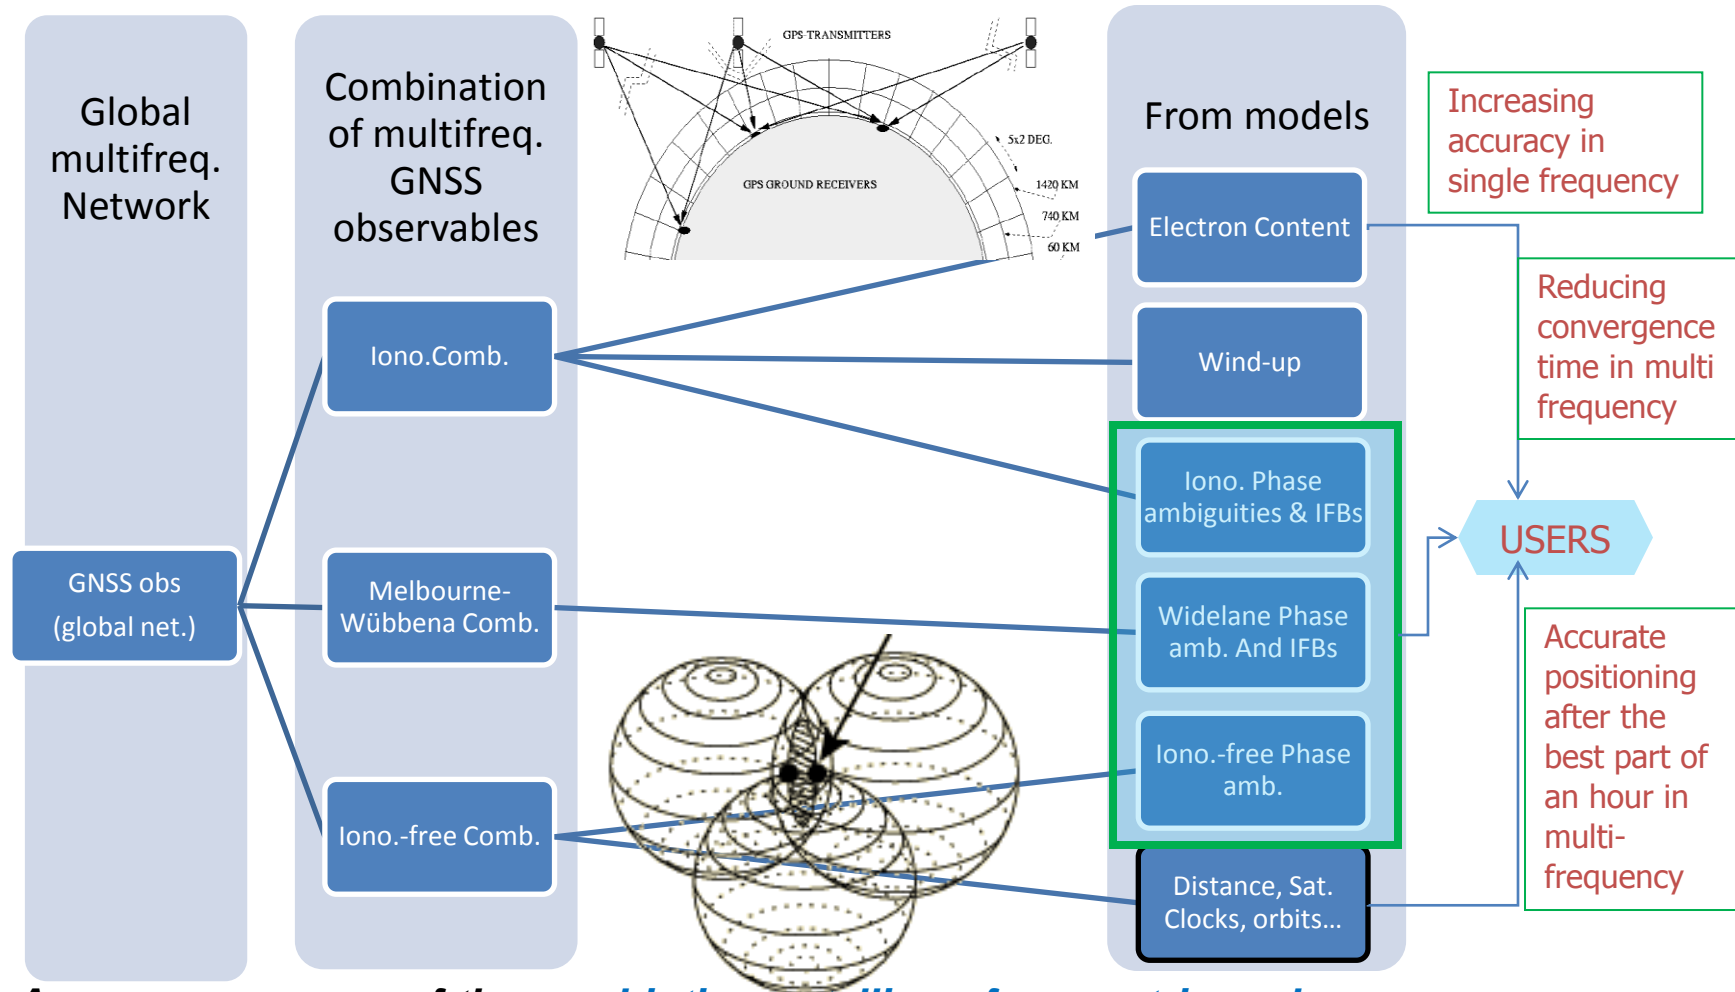 Global
multifreq.
Network
GNSS obs
(global net.)
Combination
of multifreq.
GNSS
observables
Iono.Comb.
Melbourne-
Wübbena Comb.
Iono.-free Comb.
GPS-TRANSMITTERS
GPS GROUND RECEIVERS
5x2 DEG.
1420 KM
740 KM
60 KM
From models
Electron Content
Wind-up
Iono. Phase
ambiguities & IFBs
Widelane Phase
amb. And IFBs
Iono.-free Phase
amb.
Distance, Sat.
Clocks, orbits...
Increasing
accuracy in
single frequency
Reducing
convergence
time in multi
frequency
USERS
Accurate
positioning
after the
best part of
an hour in
multi-
frequency